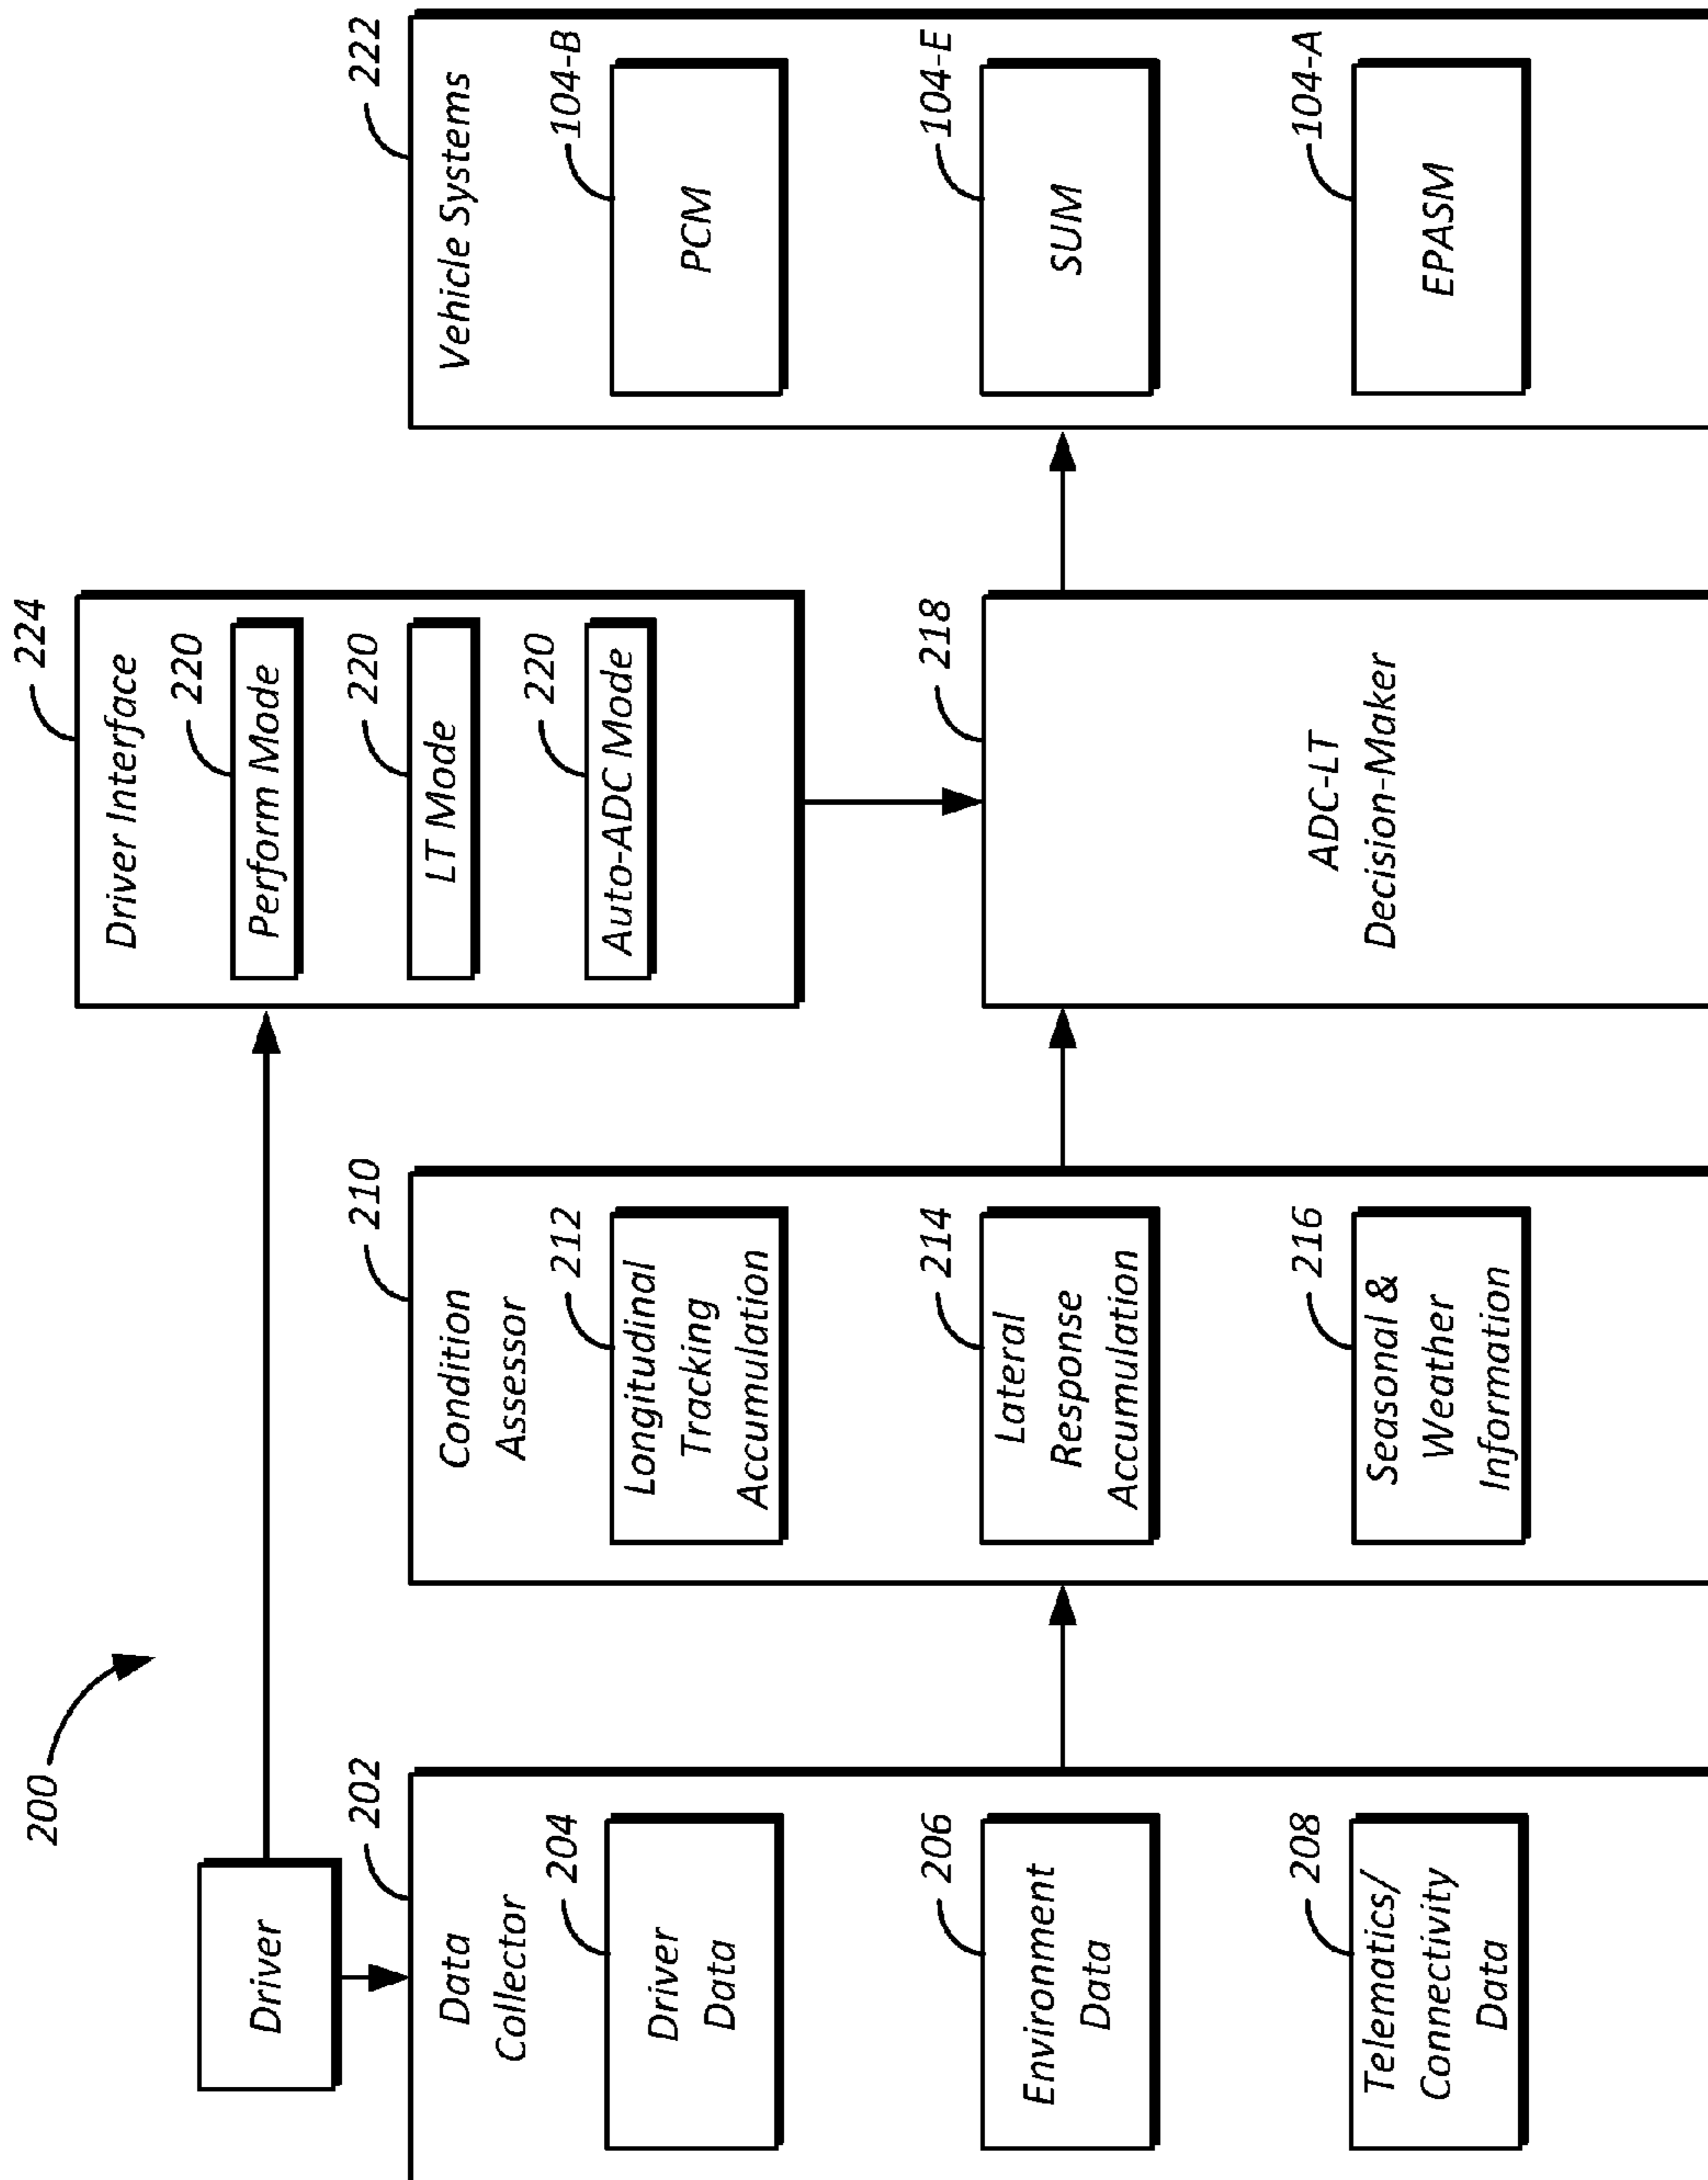 200
Driver
202
Data
Collector
204
Driver
Data
206
Environment
Data
208
Telematics/
Connectivity
Data
210
Condition
Assessor
212
Longitudinal
Tracking
Accumulation
214
Lateral
Response
Accumulation
216
Seasonal &
Weather
Information
224
Driver Interface
220
Perform Mode
220
LT Mode
220
Auto-ADC Mode
218
ADC-LT
Decision-Maker
222
Vehicle Systems
104-B
PCM
104-E
SUM
104-A
EPASM